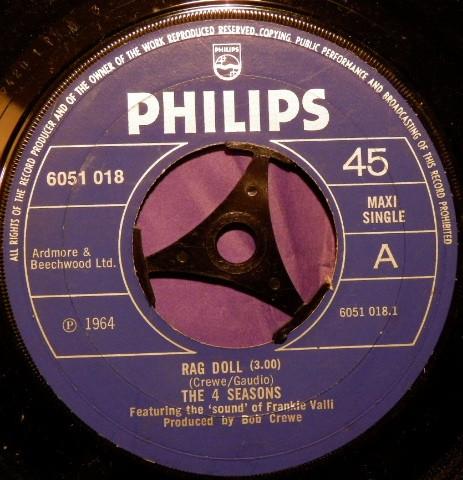 ALL RIGHTS OF THE RECORD PRODUCER AND OF THE OWNER OF THE WORK REPRODUCED RESERVED. COPYING, PUBLIC PERFORMANCE AND BROADCASTING OF THIS RECORD PROHIBITED
PHILIPS
PHILIPS
6051 018
45
MAXI
SINGLE
Ardmore &
Beechwood Ltd.
A
℗ 1964
6051 018.1
RAG DOLL (3.00)
(Crewe/Gaudio)
THE 4 SEASONS
Featuring the 'sound' of Frankie Valli
Produced by Bob Crewe